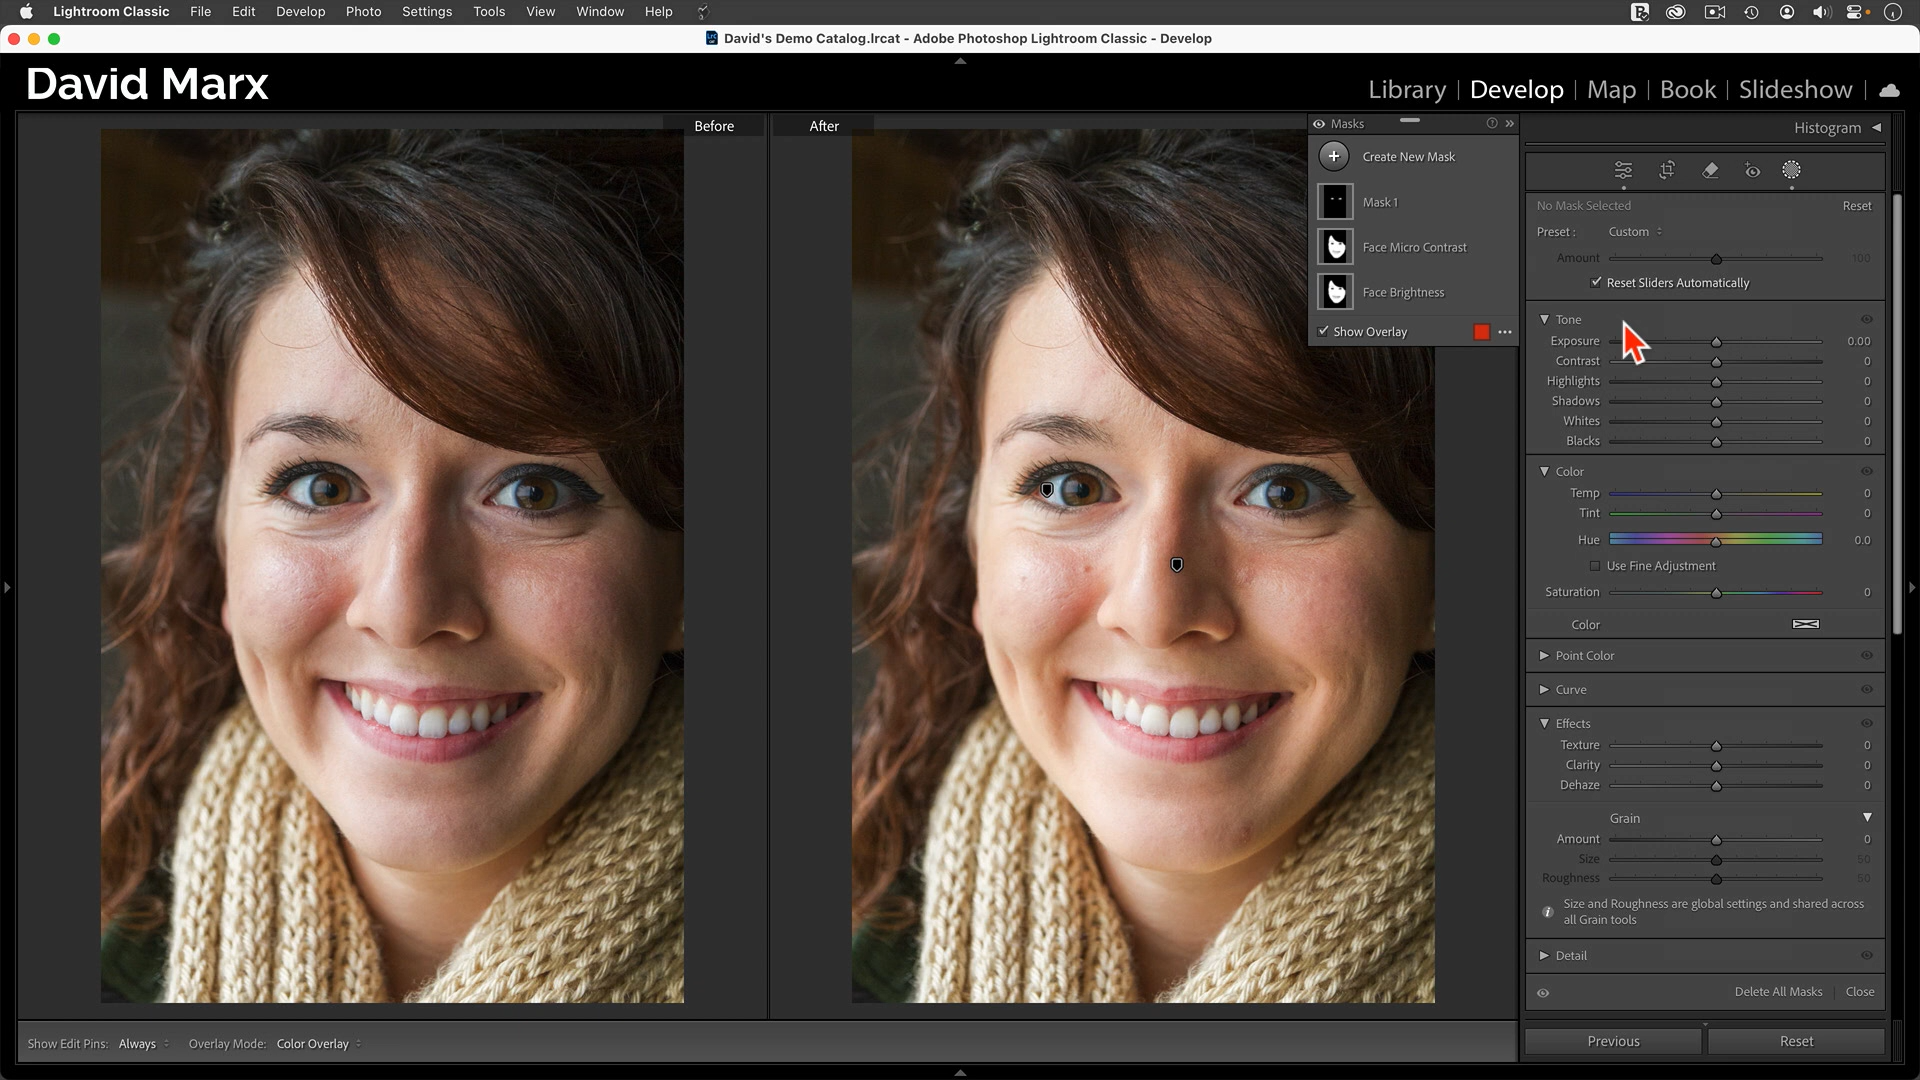 Lightroom Classic File Edit Develop Photo Settings Tools View Window Help
David's Demo Catalog.lrcat - Adobe Photoshop Lightroom Classic - Develop
David Marx
Library | Develop | Map | Book | Slideshow |
Before
After
Masks
Create New Mask
Mask 1
Face Micro Contrast
Face Brightness
Show Overlay
Histogram
No Mask Selected Reset
Preset : Custom
Amount 100
Reset Sliders Automatically
Tone
Exposure 0.00
Contrast 0
Highlights 0
Shadows 0
Whites 0
Blacks 0
Color
Temp 0
Tint 0
Hue 0.0
Use Fine Adjustment
Saturation 0
Color
Point Color
Curve
Effects
Texture 0
Clarity 0
Dehaze 0
Grain
Amount 0
Size 50
Roughness 50
Size and Roughness are global settings and shared across
all Grain tools
Detail
Delete All Masks Close
Show Edit Pins: Always Overlay Mode: Color Overlay
Previous Reset